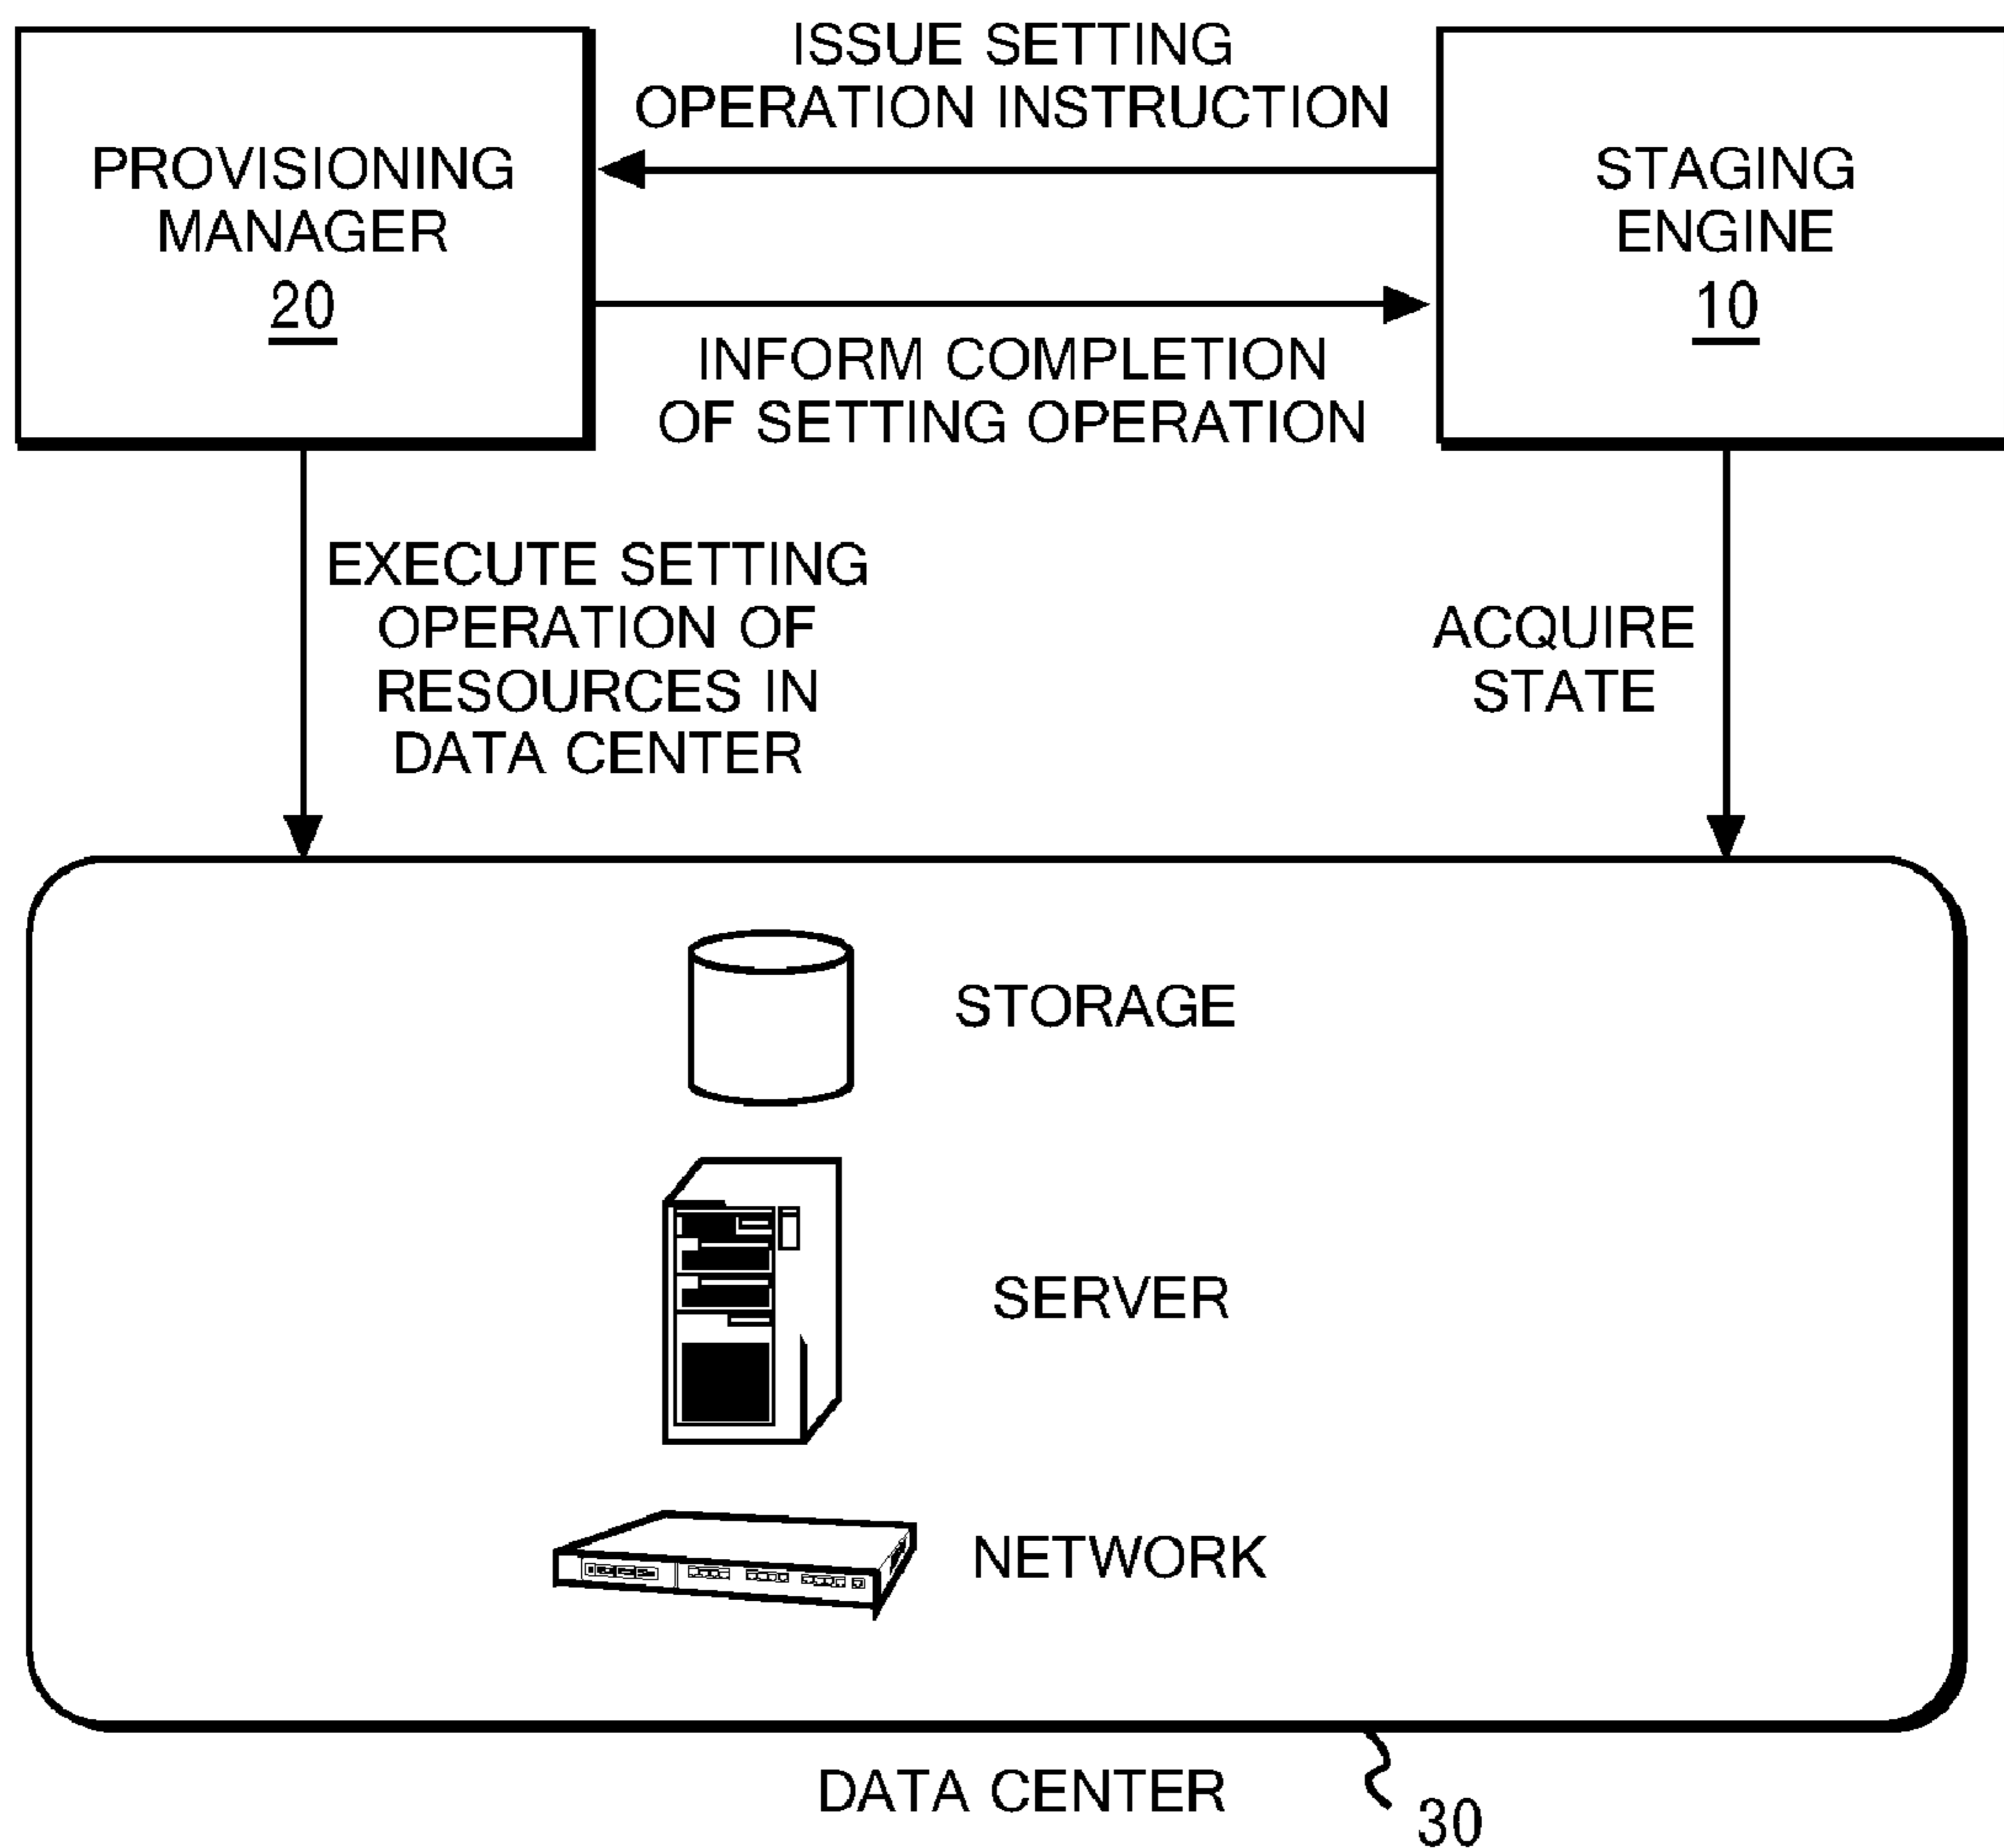 PROVISIONING
MANAGER
20
ISSUE SETTING
OPERATION INSTRUCTION
INFORM COMPLETION
OF SETTING OPERATION
STAGING
ENGINE
10
EXECUTE SETTING
OPERATION OF
RESOURCES IN
DATA CENTER
ACQUIRE
STATE
STORAGE
SERVER
NETWORK
DATA CENTER
30